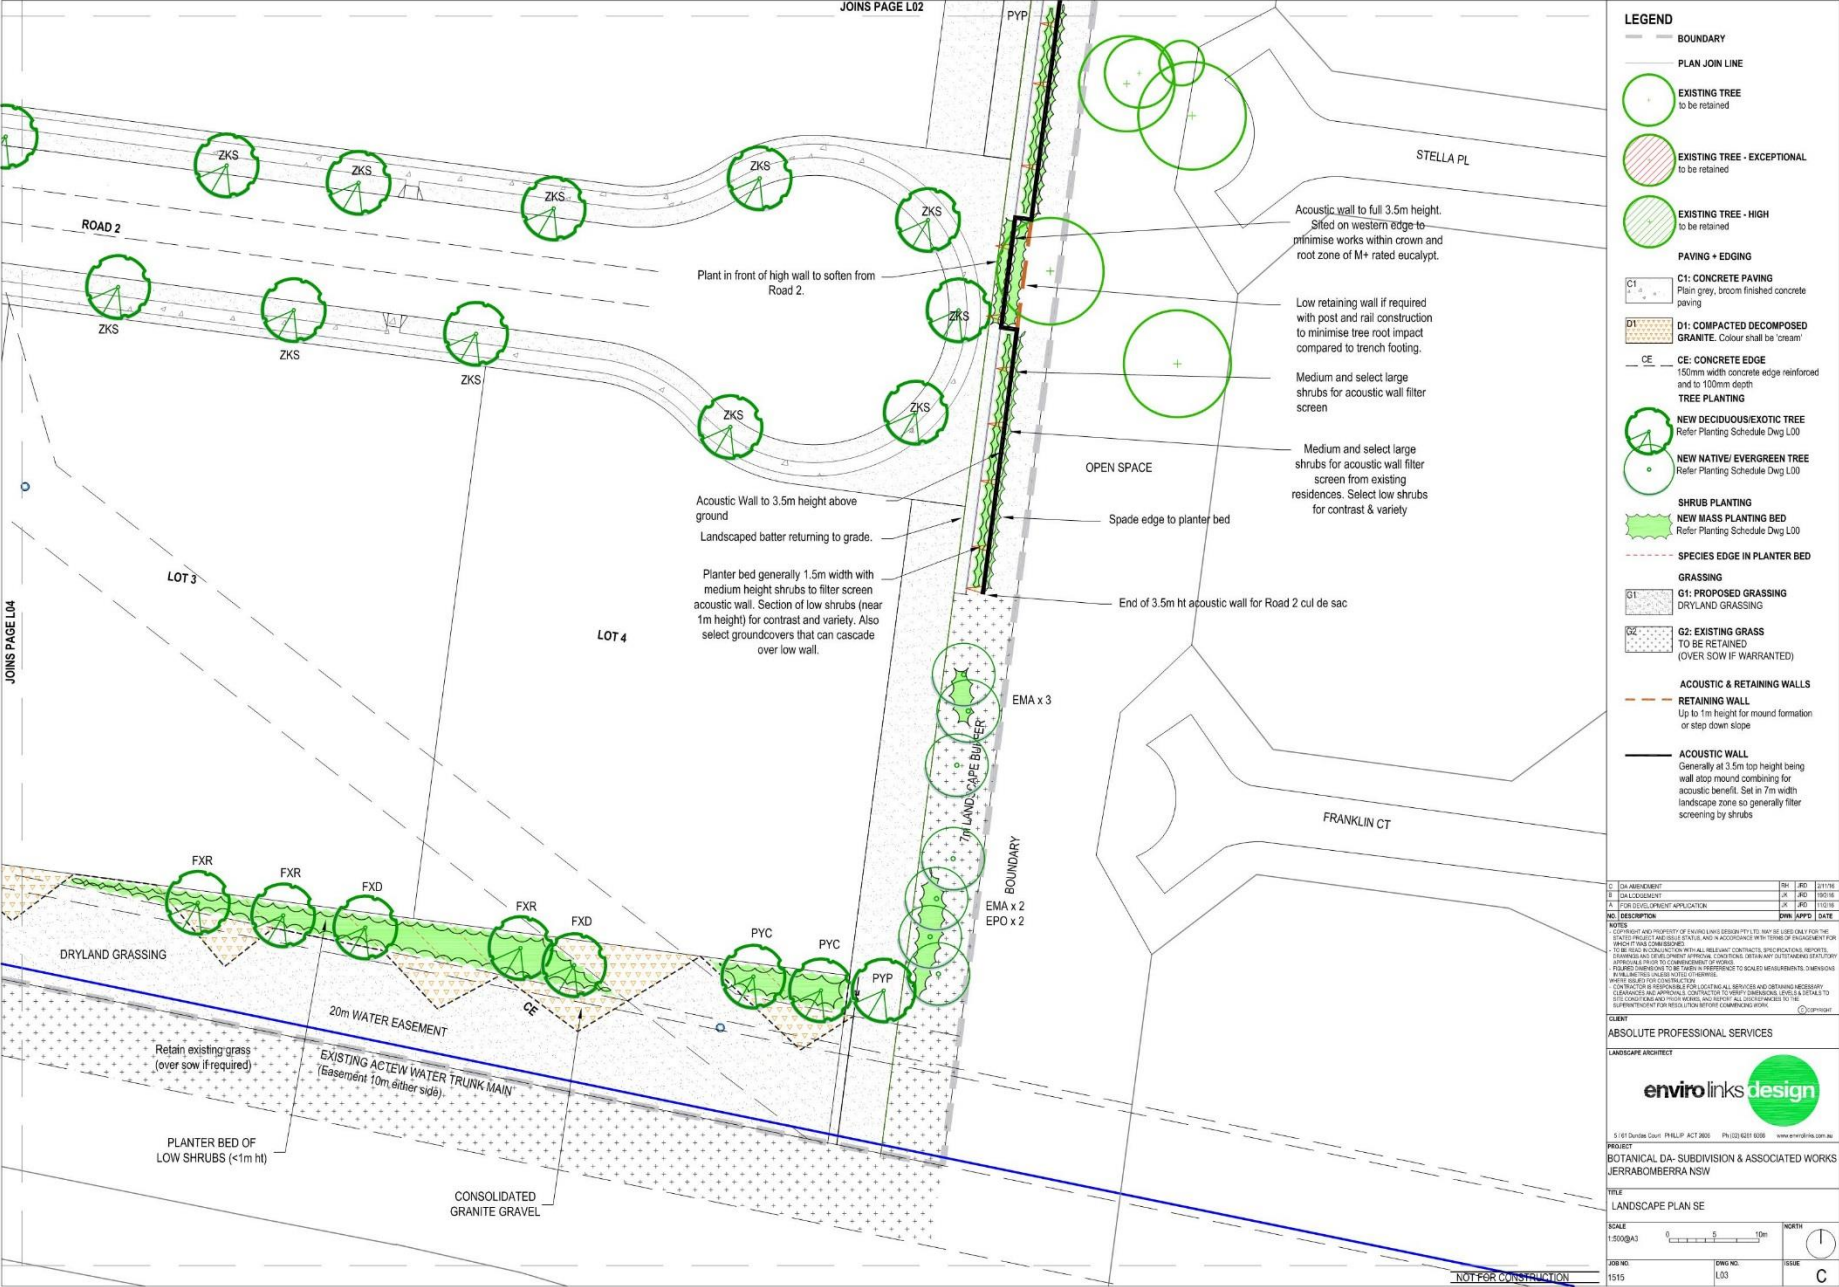 JOINS PAGE L02
PYP
STELLA PL
ZKS
ZKS
ZKS
ZKS
ZKS
ROAD 2
ZKS
ZKS
ZKS
ZKS
ZKS
ZKS
Plant in front of high wall to soften from
Road 2.
Acoustic wall to full 3.5m height.
Sited on western edge to
minimise works within crown and
root zone of M+ rated eucalypt.
Low retaining wall if required
with post and rail construction
to minimise tree root impact
compared to trench footing.
Medium and select large
shrubs for acoustic wall filter
screen
Medium and select large
shrubs for acoustic wall filter
screen from existing
residences. Select low shrubs
for contrast & variety
OPEN SPACE
Acoustic Wall to 3.5m height above
ground
Landscaped batter returning to grade.
Spade edge to planter bed
Planter bed generally 1.5m width with
medium height shrubs to filter screen
acoustic wall. Section of low shrubs (near
1m height) for contrast and variety. Also
select groundcovers that can cascade
over low wall.
End of 3.5m ht acoustic wall for Road 2 cul de sac
LOT 3
LOT 4
JOINS PAGE L04
EMA x 3
7m LANDSCAPE BUFFER
BOUNDARY
FRANKLIN CT
EMA x 2
EPO x 2
FXR
FXR
FXD
FXR
FXD
PYC
PYC
PYP
DRYLAND GRASSING
CE
20m WATER EASEMENT
EXISTING ACTEW WATER TRUNK MAIN
(Easement 10m either side)
Retain existing grass
(over sow if required)
PLANTER BED OF
LOW SHRUBS (<1m ht)
CONSOLIDATED
GRANITE GRAVEL
NOT FOR CONSTRUCTION
LEGEND
BOUNDARY
PLAN JOIN LINE
EXISTING TREE
to be retained
EXISTING TREE - EXCEPTIONAL
to be retained
EXISTING TREE - HIGH
to be retained
PAVING + EDGING
C1
C1: CONCRETE PAVING
Plain grey, broom finished concrete
paving
D1
D1: COMPACTED DECOMPOSED
GRANITE. Colour shall be 'cream'
CE
CE: CONCRETE EDGE
150mm width concrete edge reinforced
and to 100mm depth
TREE PLANTING
NEW DECIDUOUS/EXOTIC TREE
Refer Planting Schedule Dwg L00
NEW NATIVE/ EVERGREEN TREE
Refer Planting Schedule Dwg L00
SHRUB PLANTING
NEW MASS PLANTING BED
Refer Planting Schedule Dwg L00
SPECIES EDGE IN PLANTER BED
GRASSING
G1
G1: PROPOSED GRASSING
DRYLAND GRASSING
G2
G2: EXISTING GRASS
TO BE RETAINED
(OVER SOW IF WARRANTED)
ACOUSTIC & RETAINING WALLS
RETAINING WALL
Up to 1m height for mound formation
or step down slope
ACOUSTIC WALL
Generally at 3.5m top height being
wall atop mound combining for
acoustic benefit. Set in 7m width
landscape zone so generally filter
screening by shrubs
C DA AMENDMENT RH JRD 2/11/16
B DA LODGEMENT JX JRD
A FOR DEVELOPMENT APPLICATION JX JRD
NO. DESCRIPTION DWN APP'D DATE
NOTES
CLIENT
ABSOLUTE PROFESSIONAL SERVICES
LANDSCAPE ARCHITECT
envirolinksdesign
5 / 61 Dundas Court PHILLIP ACT 2606 www.envirolinks.com.au
PROJECT
BOTANICAL DA- SUBDIVISION & ASSOCIATED WORKS
JERRABOMBERRA NSW
TITLE
LANDSCAPE PLAN SE
SCALE
1:500@A3
0 5 10m
NORTH
JOB NO.
1515
DWG NO.
L03
ISSUE
C